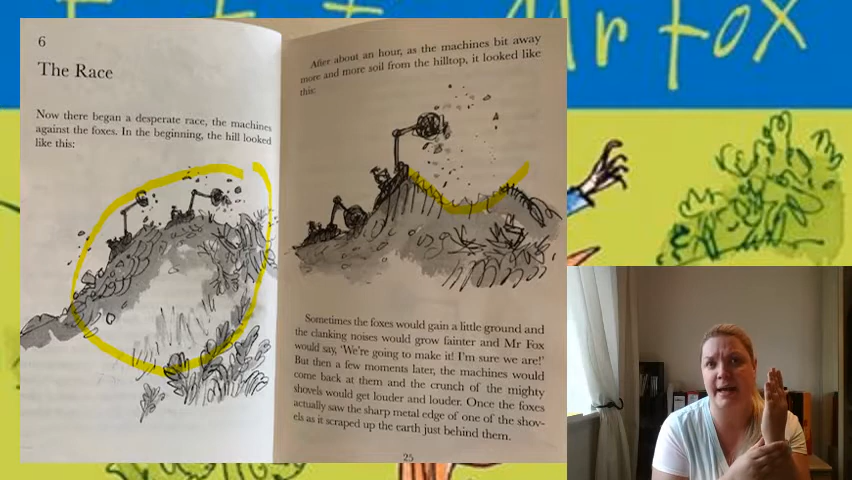 Mr Fox
6
The Race
Now there began a desperate race, the machines
against the foxes. In the beginning, the hill looked
like this:
After about an hour, as the machines bit away
more and more soil from the hilltop, it looked like
this:
Sometimes the foxes would gain a little ground and
the clanking noises would grow fainter and Mr Fox
would say, ‘We're going to make it! I'm sure we are!’
But then a few moments later, the machines would
come back at them and the crunch of the mighty
shovels would get louder and louder. Once the foxes
actually saw the sharp metal edge of one of the shov-
els as it scraped up the earth just behind them.
25